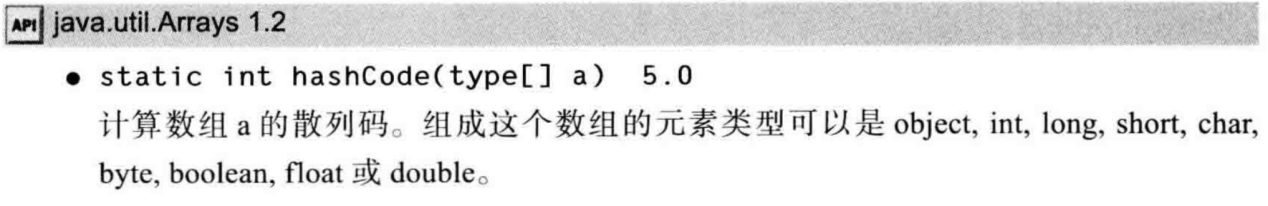 API java.util.Arrays 1.2
● static int hashCode(type[] a) 5.0
计算数组 a 的散列码。组成这个数组的元素类型可以是 object, int, long, short, char,
byte, boolean, float 或 double。